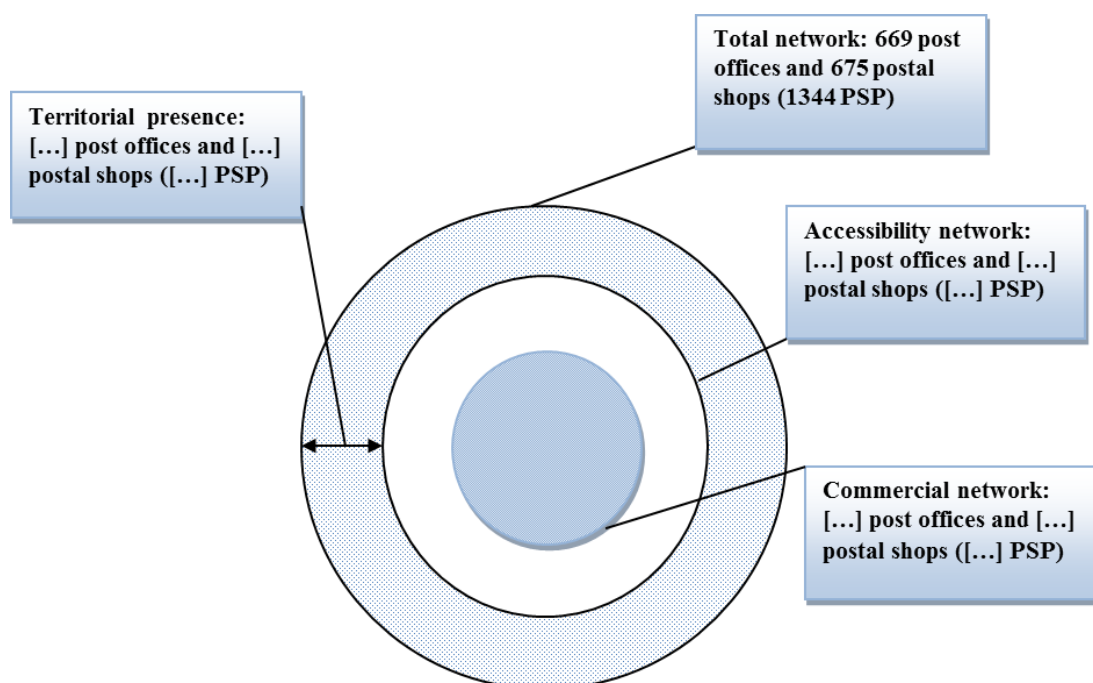 Total network: 669 post
offices and 675 postal
shops (1344 PSP)
Territorial presence:
[…] post offices and […]
postal shops ([…] PSP)
Accessibility network:
[…] post offices and […]
postal shops ([…] PSP)
Commercial network:
[…] post offices and […]
postal shops ([…] PSP)